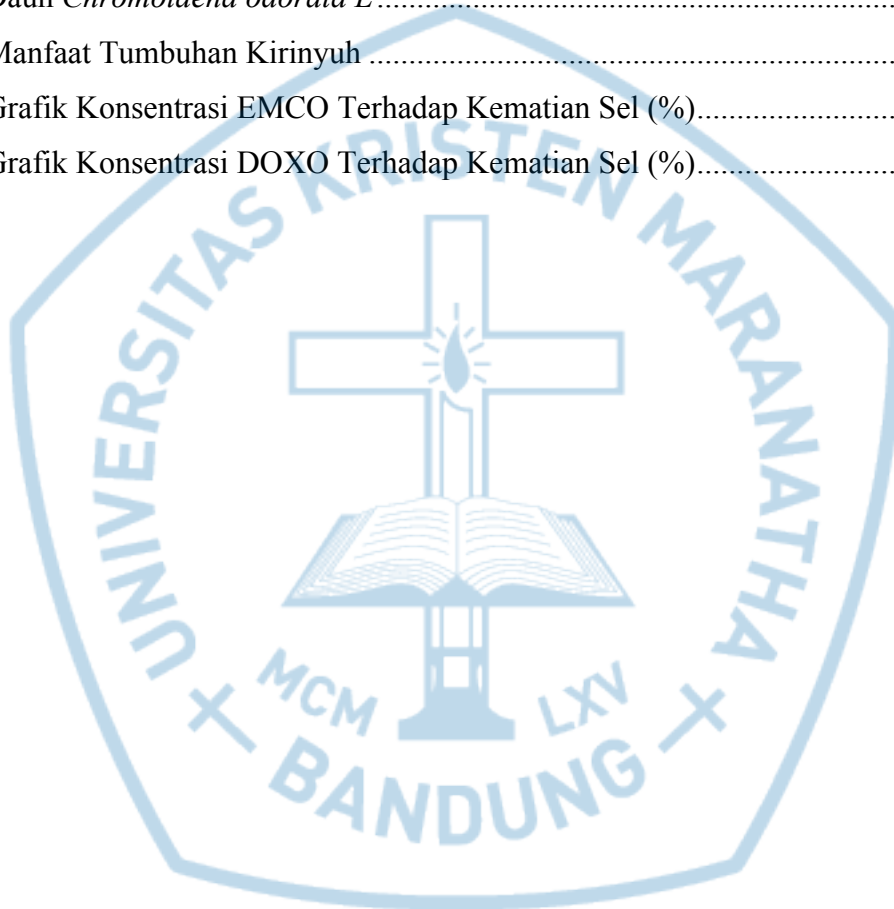 Daun Chromolaena odorata L..........................................................................
Manfaat Tumbuhan Kirinyuh ..........................................................................
Grafik Konsentrasi EMCO Terhadap Kematian Sel (%)..................................
Grafik Konsentrasi DOXO Terhadap Kematian Sel (%)..................................
UNIVERSITAS KRISTEN MARANATHA
MCM LXV
BANDUNG